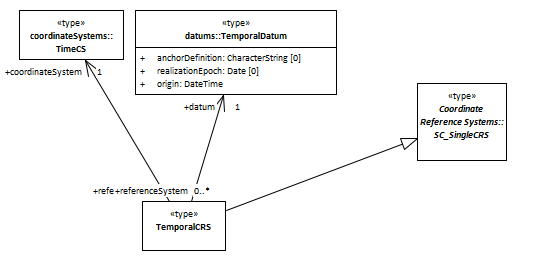 «type»
coordinateSystems::
TimeCS
«type»
datums::TemporalDatum
+ anchorDefinition: CharacterString [0]
+ realizationEpoch: Date [0]
+ origin: DateTime
+coordinateSystem 1
+datum 1
«type»
Coordinate
Reference Systems::
SC_SingleCRS
+refe+referenceSystem 0..*
«type»
TemporalCRS